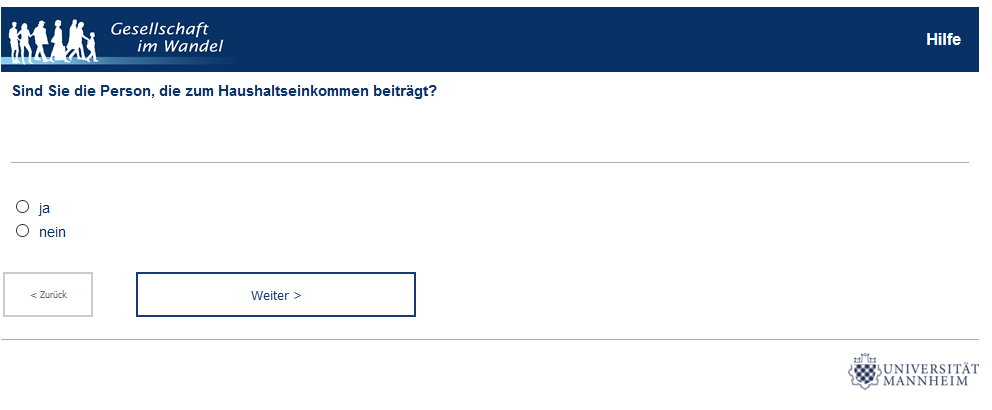 Gesellschaft
im Wandel
Hilfe
Sind Sie die Person, die zum Haushaltseinkommen beiträgt?
ja
nein
< Zurück
Weiter >
UNIVERSITÄT
MANNHEIM